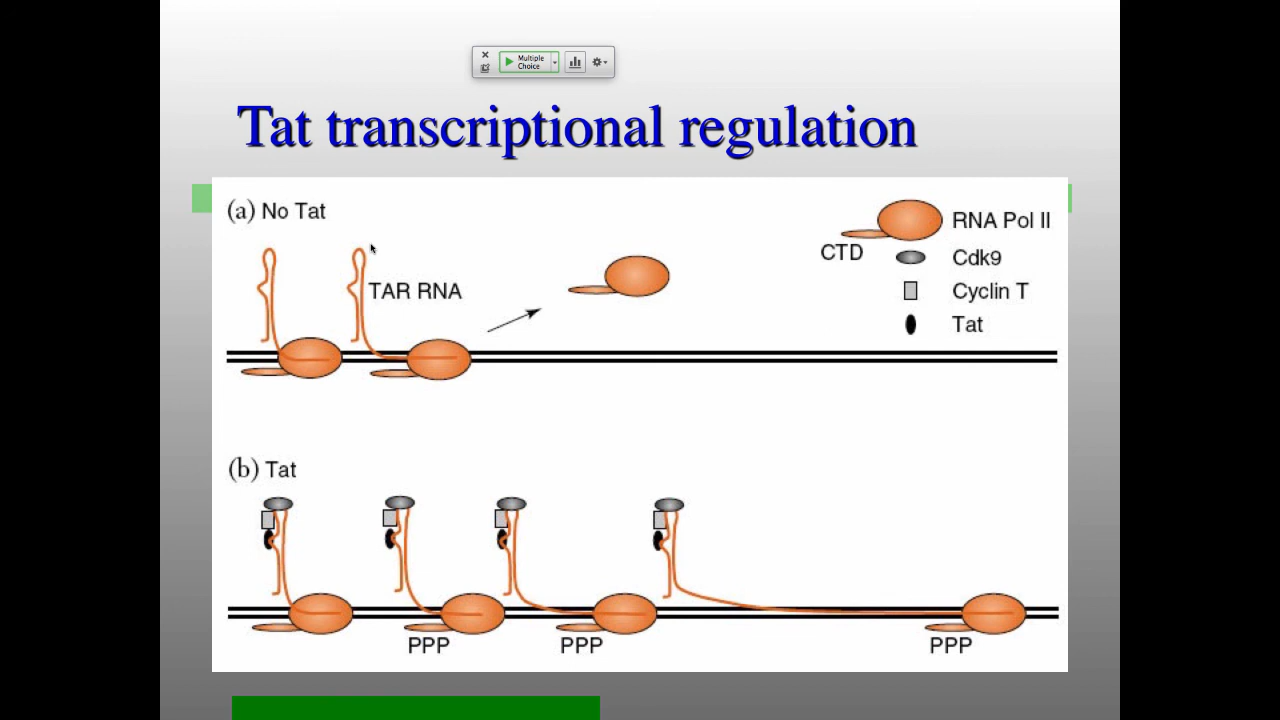 Multiple
Choice
Tat transcriptional regulation
(a) No Tat
RNA Pol II
CTD
Cdk9
TAR RNA
Cyclin T
Tat
(b) Tat
PPP
PPP
PPP